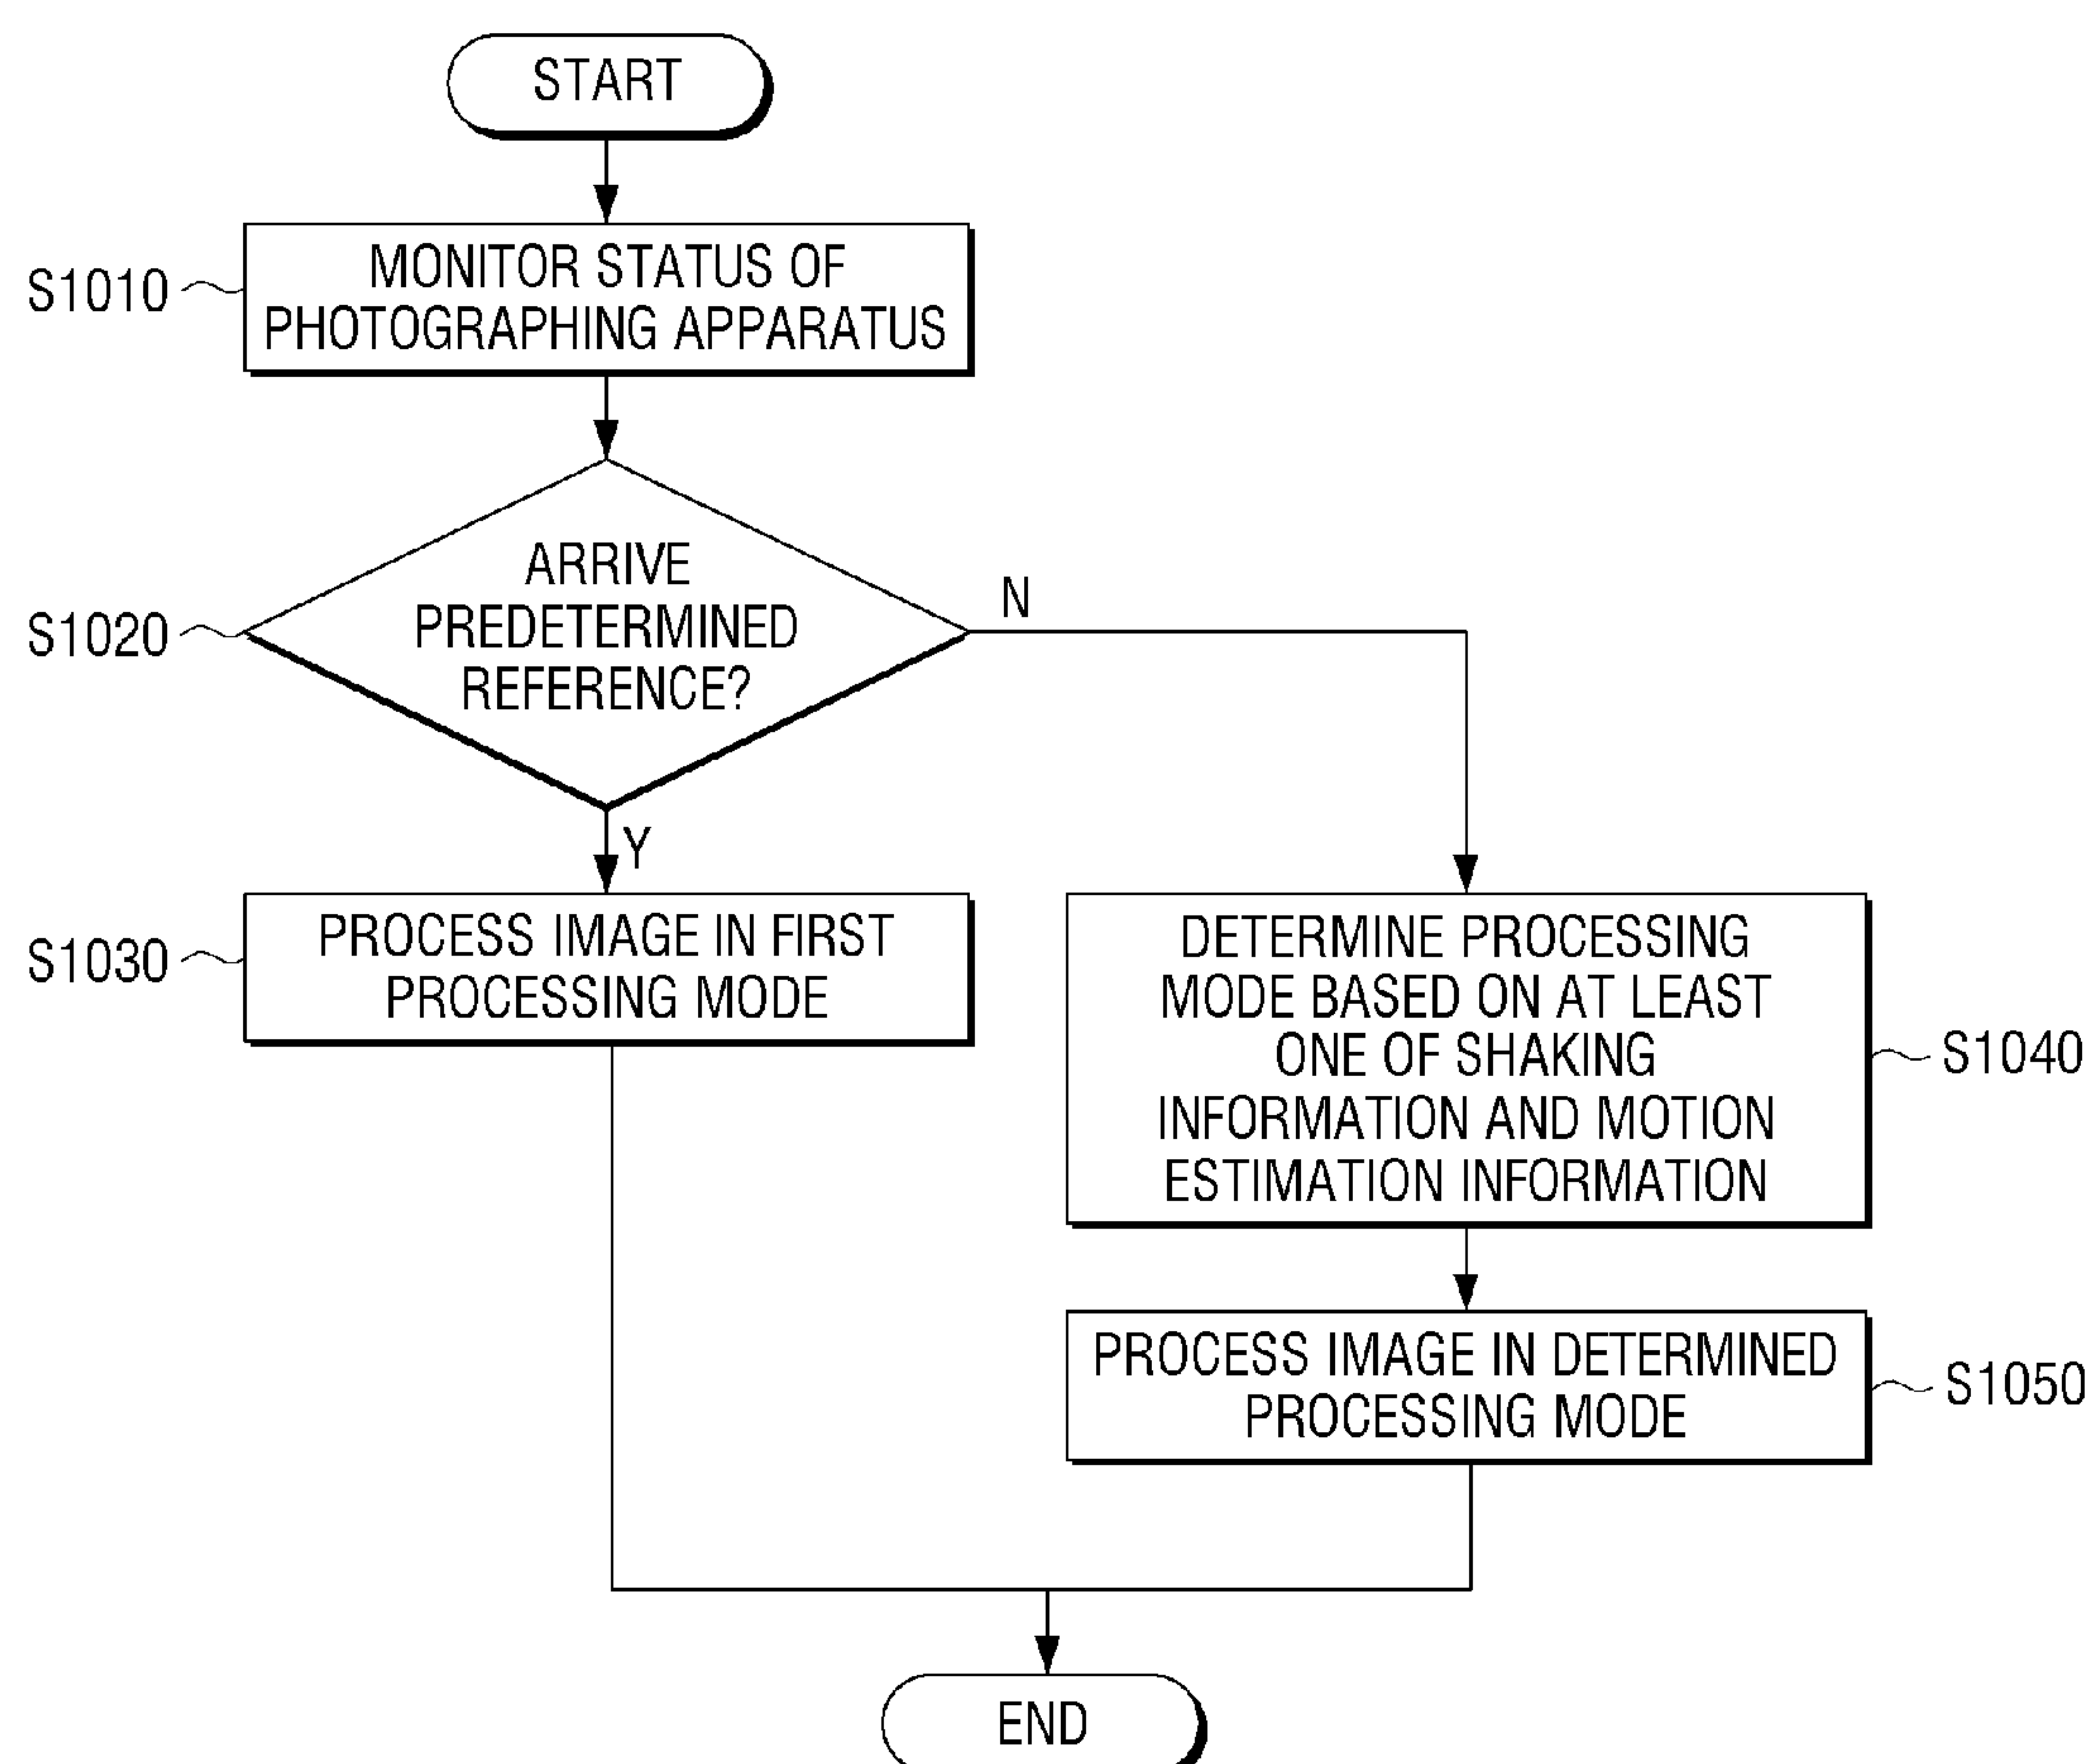 START
S1010
MONITOR STATUS OF
PHOTOGRAPHING APPARATUS
S1020
ARRIVE
PREDETERMINED
REFERENCE?
N
Y
S1030
PROCESS IMAGE IN FIRST
PROCESSING MODE
DETERMINE PROCESSING
MODE BASED ON AT LEAST
ONE OF SHAKING
INFORMATION AND MOTION
ESTIMATION INFORMATION
S1040
PROCESS IMAGE IN DETERMINED
PROCESSING MODE
S1050
END